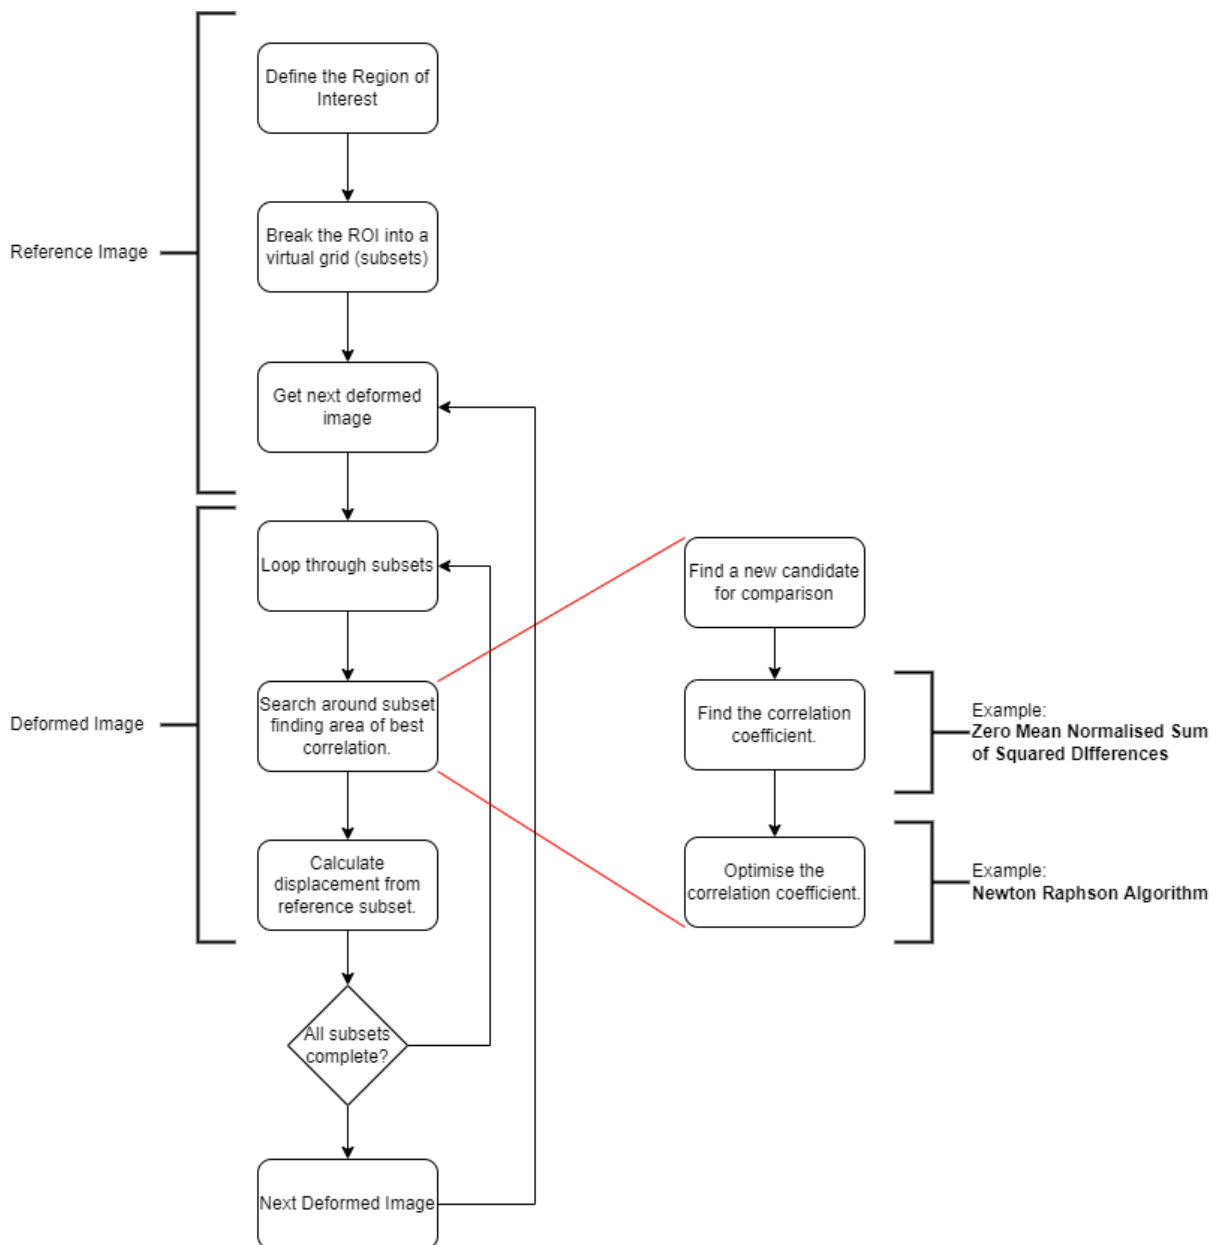 Define the Region of
Interest
Break the ROI into a
virtual grid (subsets)
Reference Image
Get next deformed
image
Loop through subsets
Find a new candidate
for comparison
Search around subset
finding area of best
correlation.
Deformed Image
Find the correlation
coefficient.
Example:
Zero Mean Normalised Sum
of Squared DIfferences
Calculate
displacement from
reference subset.
Optimise the
correlation coefficient.
Example:
Newton Raphson Algorithm
All subsets
complete?
Next Deformed Image